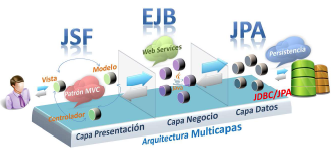 JSF
EJB
JPA
Vista
Modelo
Patrón MVC
Controlador
Web Services
Persistencia
JDBC/JPA
Capa Presentación
Capa Negocio
Capa Datos
Arquitectura Multicapas